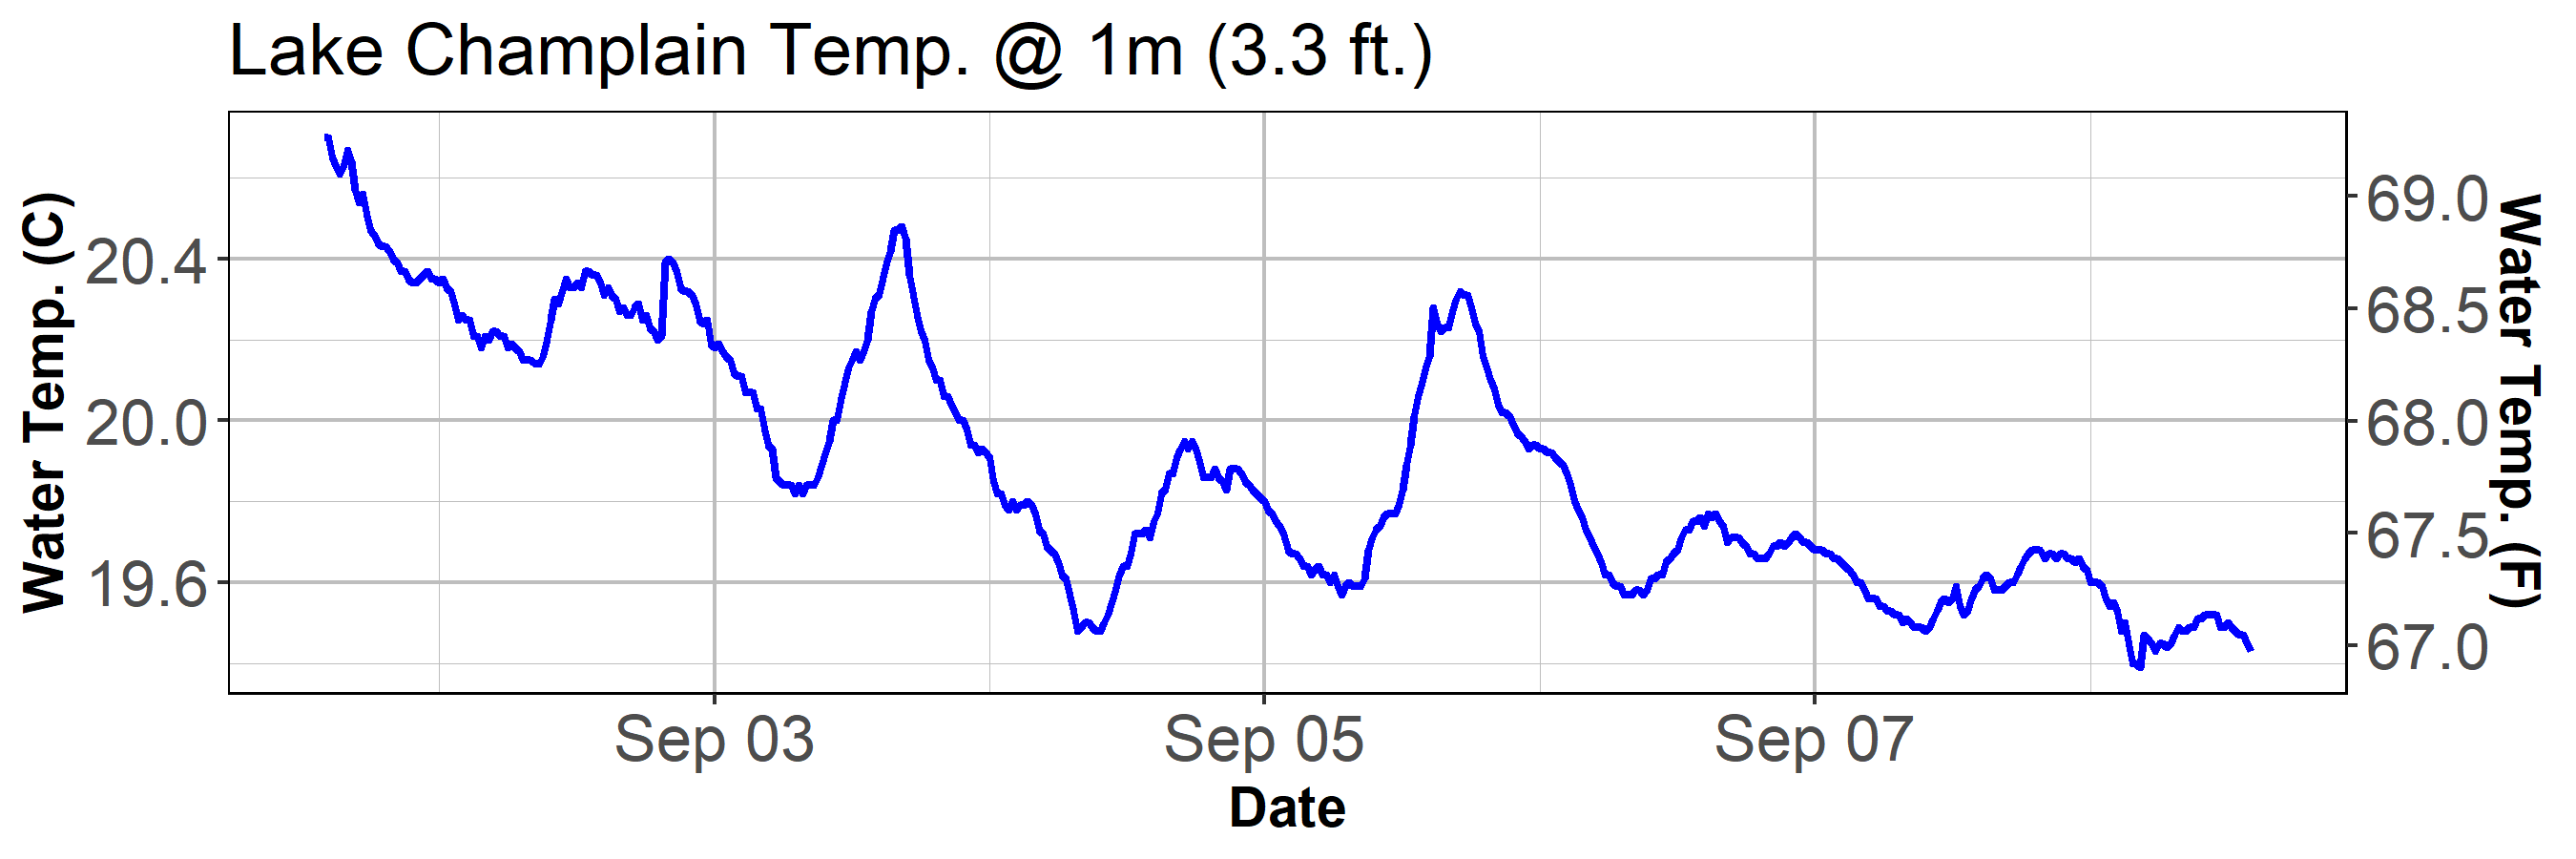 Lake Champlain Temp. @ 1m (3.3 ft.)
Water Temp. (C)
20.4
20.0
19.6
69.0
68.5
68.0
67.5
67.0
Water Temp. (F)
Sep 03
Sep 05
Sep 07
Date